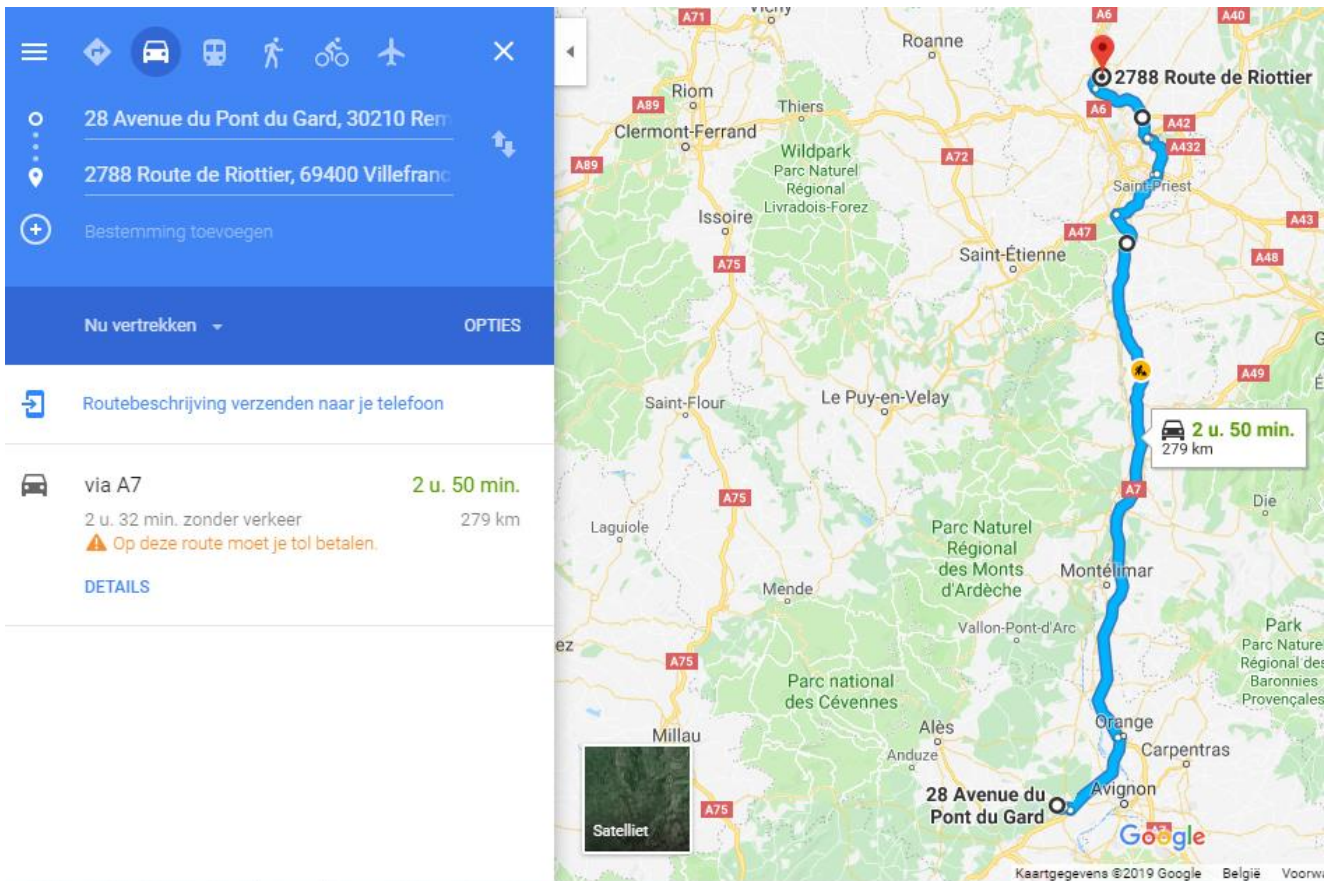 28 Avenue du Pont du Gard, 30210 Rem
2788 Route de Riottier, 69400 Villefranc
Bestemming toevoegen
Nu vertrekken
OPTIES
Routebeschrijving verzenden naar je telefoon
via A7
2 u. 50 min.
2 u. 32 min. zonder verkeer
279 km
Op deze route moet je tol betalen.
DETAILS
A71
Vichy
A6
A40
Roanne
2788 Route de Riottier
Riom
A89
Thiers
A6
A42
Clermont-Ferrand
A432
Wildpark
Parc Naturel
Régional
Livradois-Forez
A72
A89
Saint-Priest
Issoire
A47
A43
Saint-Étienne
A48
A75
A49
Saint-Flour
Le Puy-en-Velay
2 u. 50 min.
279 km
A75
A7
Die
Laguiole
Parc Naturel
Régional
des Monts
d'Ardèche
Montélimar
Mende
Vallon-Pont-d'Arc
Park
Parc Nature
Régional des
Baronnies
Provençales
ez
A75
Parc national
des Cévennes
Millau
Alès
Orange
Anduze
Carpentras
28 Avenue du
Pont du Gard
Avignon
A75
Satelliet
Google
Kaartgegevens ©2019 Google België Voorwa